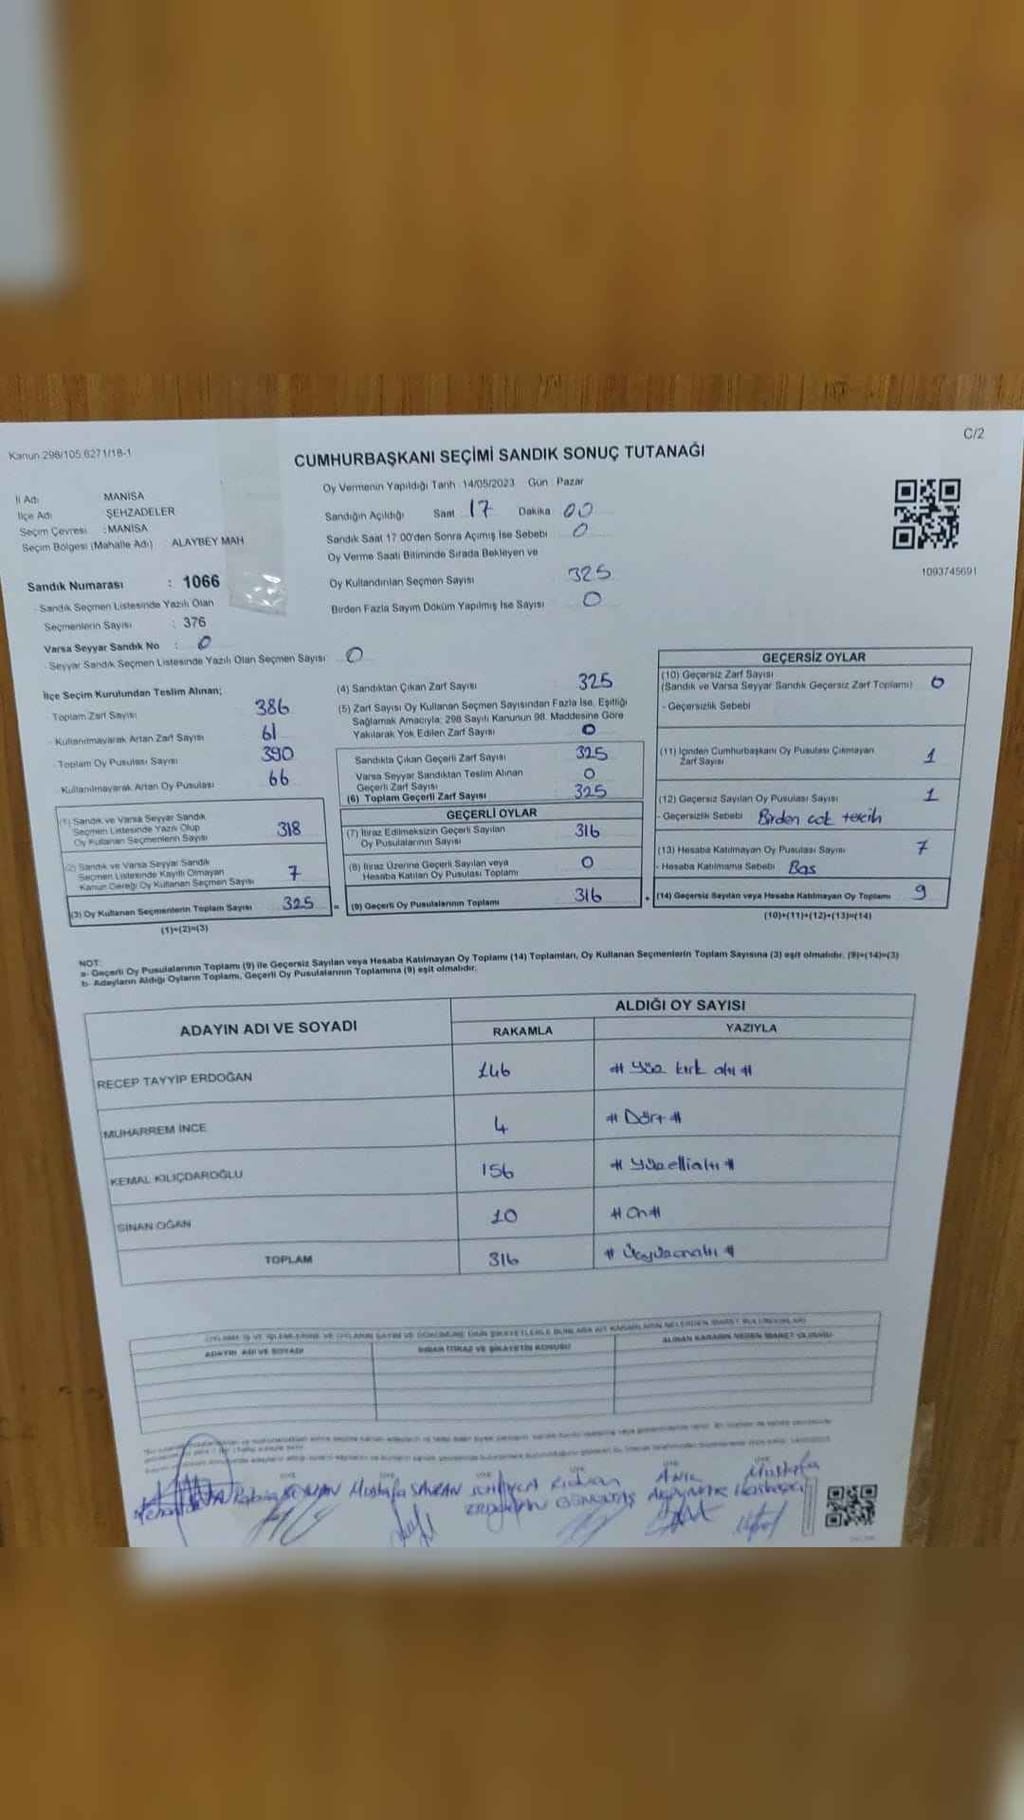 C/2
Kanun 298/105 6271/18-1
CUMHURBAŞKANI SEÇİMİ SANDIK SONUÇ TUTANAĞI
İl Adı : MANİSA
İlçe Adı : ŞEHZADELER
Seçim Çevresi : MANİSA
Seçim Bölgesi (Mahalle Adı) ALAYBEY MAH
Sandık Numarası : 1066
Sandık Seçmen Listesinde Yazılı Olan
Seçmenlerin Sayısı : 376
Varsa Seyyar Sandık No : 0
- Seyyar Sandık Seçmen Listesinde Yazılı Olan Seçmen Sayısı 0
Oy Vermenin Yapıldığı Tarih 14/05/2023 Gün Pazar
Sandığın Açıldığı Saat 17 Dakika 00
Sandık Saat 17 00'den Sonra Açılmış İse Sebebi 0
Oy Verme Saati Bitiminde Sırada Bekleyen ve
Oy Kullandırılan Seçmen Sayısı 325
Birden Fazla Sayım Döküm Yapılmış İse Sayısı 0
1093745691
İlçe Seçim Kurulundan Teslim Alınan;
Toplam Zarf Sayısı 386
- Kullanılmayarak Artan Zarf Sayısı 61
- Toplam Oy Pusulası Sayısı 390
Kullanılmayarak Artan Oy Pusulası 66
(1) Sandık ve Varsa Seyyar Sandık
Seçmen Listesinde Yazılı Olup
Oy Kullanan Seçmenlerin Sayısı 318
(2) Sandık ve Varsa Seyyar Sandık
Seçmen Listesinde Kayıtlı Olmayan
Kanun Gereği Oy Kullanan Seçmen Sayısı 7
(3) Oy Kullanan Seçmenlerin Toplam Sayısı 325 =
(1)+(2)=(3)
(4) Sandıktan Çıkan Zarf Sayısı 325
(5) Zarf Sayısı Oy Kullanan Seçmen Sayısından Fazla İse, Eşitliği
Sağlamak Amacıyla; 298 Sayılı Kanunun 98. Maddesine Göre
Yakılarak Yok Edilen Zarf Sayısı 0
Sandıkta Çıkan Geçerli Zarf Sayısı 325
Varsa Seyyar Sandıktan Teslim Alınan
Geçerli Zarf Sayısı 0
(6) Toplam Geçerli Zarf Sayısı 325
GEÇERLİ OYLAR
(7) İtiraz Edilmeksizin Geçerli Sayılan
Oy Pusulalarının Sayısı 316
(8) İtiraz Üzerine Geçerli Sayılan veya
Hesaba Katılan Oy Pusulası Toplamı 0
(9) Geçerli Oy Pusulalarının Toplamı 316 +
GEÇERSİZ OYLAR
(10) Geçersiz Zarf Sayısı
(Sandık ve Varsa Seyyar Sandık Geçersiz Zarf Toplamı) 0
- Geçersizlik Sebebi
(11) İçinden Cumhurbaşkanı Oy Pusulası Çıkmayan
Zarf Sayısı 1
(12) Geçersiz Sayılan Oy Pusulası Sayısı 1
- Geçersizlik Sebebi Birden çok tercih
(13) Hesaba Katılmayan Oy Pusulası Sayısı 7
- Hesaba Katılmama Sebebi Boş
(14) Geçersiz Sayılan veya Hesaba Katılmayan Oy Toplamı 9
(10)+(11)+(12)+(13)=(14)
NOT:
a- Geçerli Oy Pusulalarının Toplamı (9) ile Geçersiz Sayılan veya Hesaba Katılmayan Oy Toplamı (14) Toplamları, Oy Kullanan Seçmenlerin Toplam Sayısına (3) eşit olmalıdır. (9)+(14)=(3)
b- Adayların Aldığı Oyların Toplamı, Geçerli Oy Pusulalarının Toplamına (9) eşit olmalıdır.
ADAYIN ADI VE SOYADI
ALDIĞI OY SAYISI
RAKAMLA YAZIYLA
RECEP TAYYİP ERDOĞAN 146 # Yüz kırk altı #
MUHARREM İNCE 4 # Dört #
KEMAL KILIÇDAROĞLU 156 # Yüzellialtı #
SİNAN OĞAN 10 # On #
TOPLAM 316 # Üçyüzonaltı #
ADAYIN ADI VE SOYADI
Mustafa SAVRAN
Mustafa